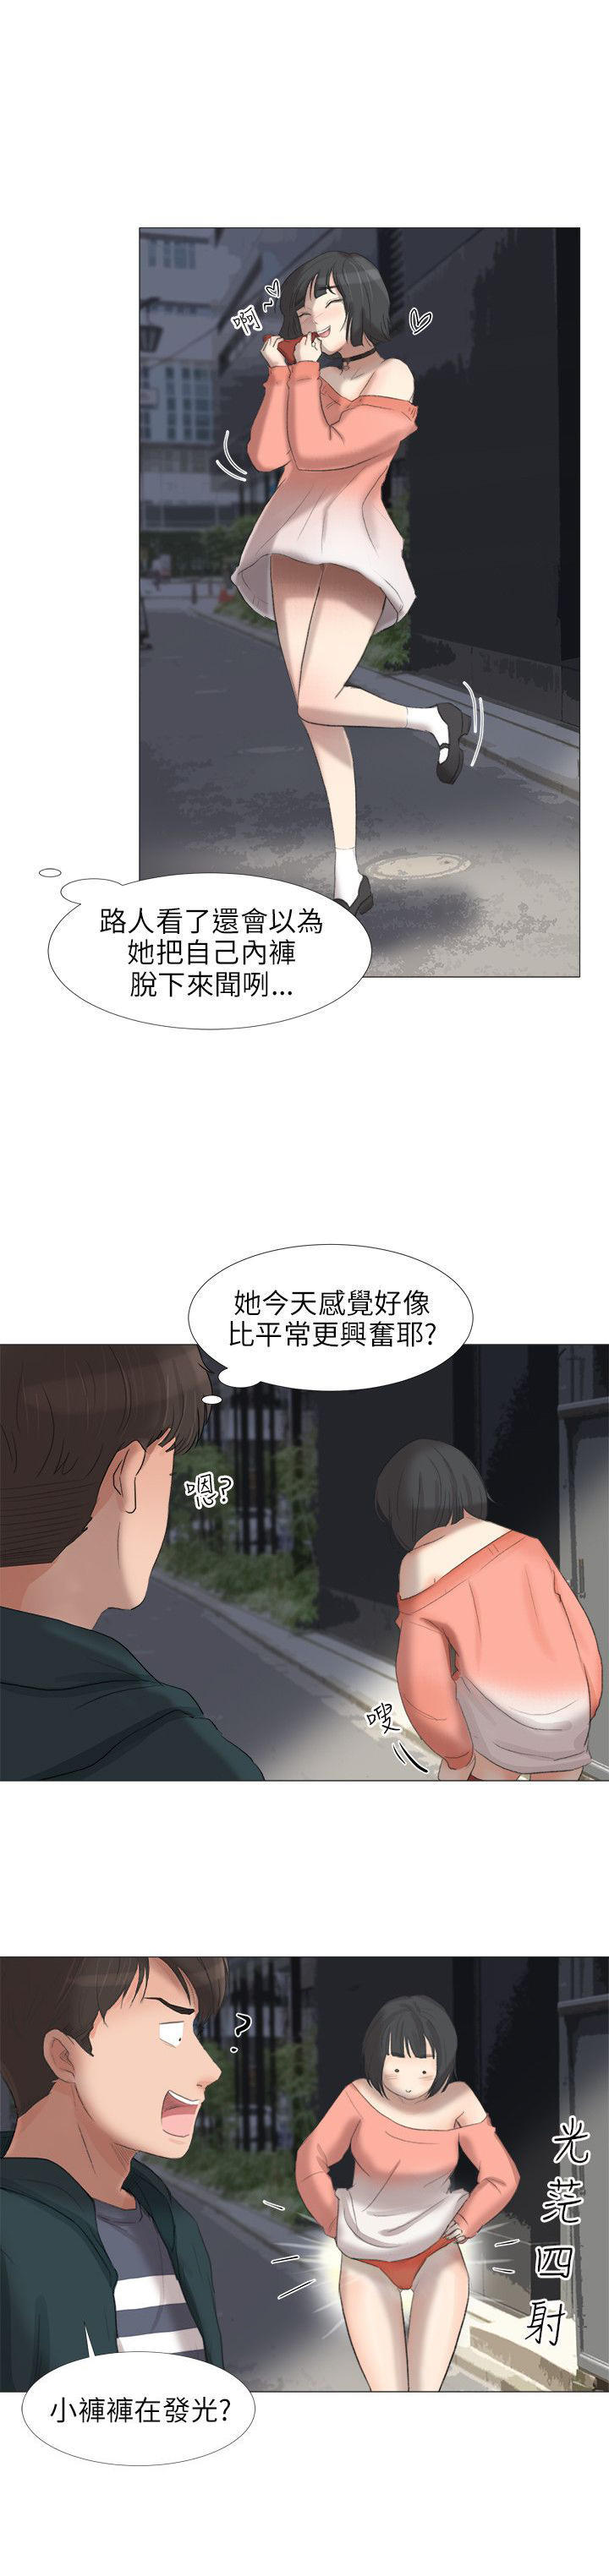 啊~
路人看了還會以為
她把自己內褲
脫下來聞咧...
她今天感覺好像
比平常更興奮耶?
嗯?
嗖
?
光茫四射
小褲褲在發光?